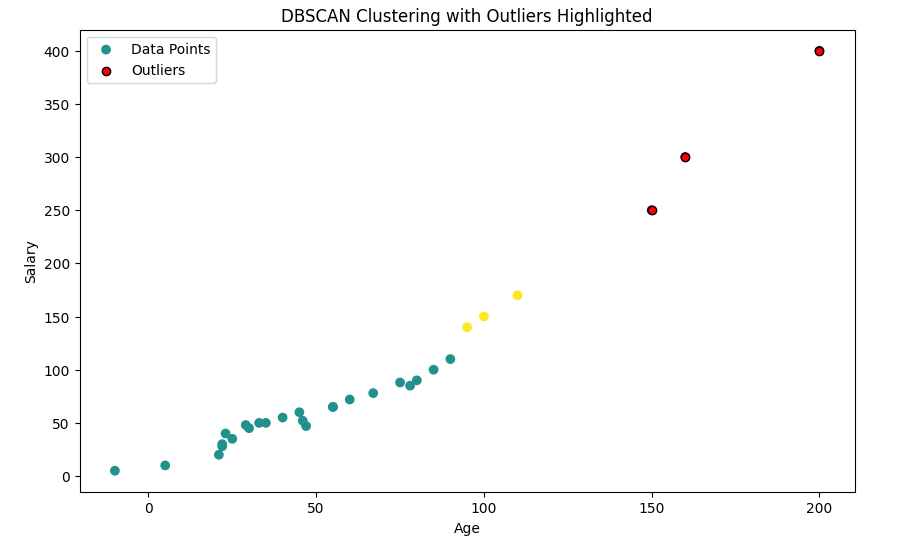 DBSCAN Clustering with Outliers Highlighted
Data Points
Outliers
400
350
300
250
200
150
100
50
0
Salary
0 50 100 150 200
Age